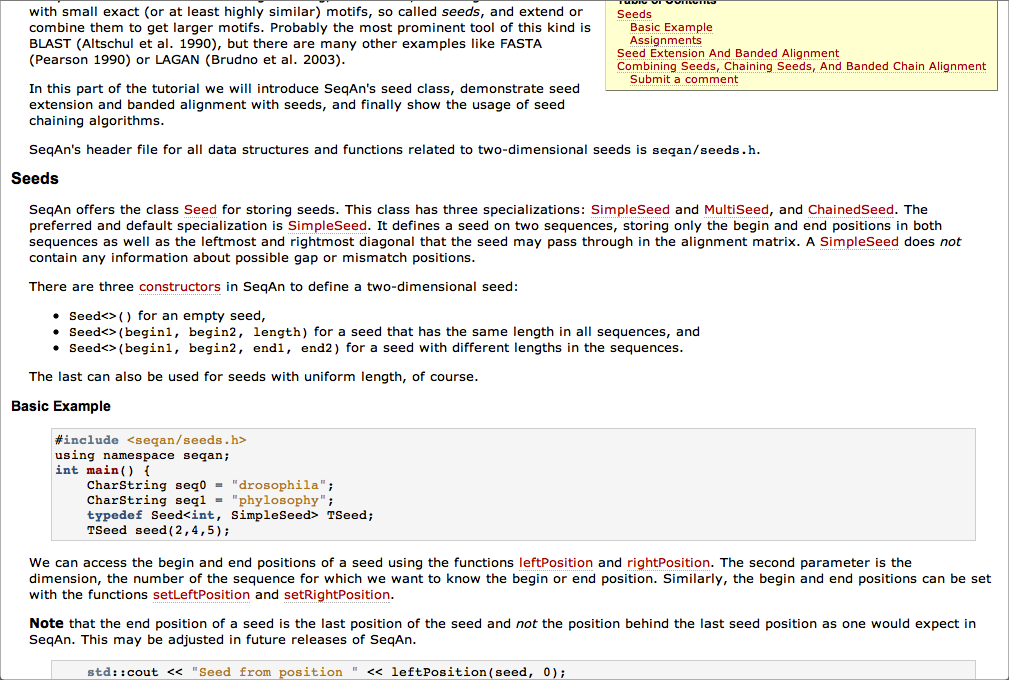 with small exact (or at least highly similar) motifs, so called seeds, and extend or
combine them to get larger motifs. Probably the most prominent tool of this kind is
BLAST (Altschul et al. 1990), but there are many other examples like FASTA
(Pearson 1990) or LAGAN (Brudno et al. 2003).
Table of Contents
Seeds
Basic Example
Assignments
Seed Extension And Banded Alignment
Combining Seeds, Chaining Seeds, And Banded Chain Alignment
Submit a comment
In this part of the tutorial we will introduce SeqAn's seed class, demonstrate seed
extension and banded alignment with seeds, and finally show the usage of seed
chaining algorithms.
SeqAn's header file for all data structures and functions related to two-dimensional seeds is seqan/seeds.h.
Seeds
SeqAn offers the class Seed for storing seeds. This class has three specializations: SimpleSeed and MultiSeed, and ChainedSeed. The
preferred and default specialization is SimpleSeed. It defines a seed on two sequences, storing only the begin and end positions in both
sequences as well as the leftmost and rightmost diagonal that the seed may pass through in the alignment matrix. A SimpleSeed does not
contain any information about possible gap or mismatch positions.
There are three constructors in SeqAn to define a two-dimensional seed:
• Seed<>() for an empty seed,
• Seed<>(begin1, begin2, length) for a seed that has the same length in all sequences, and
• Seed<>(begin1, begin2, end1, end2) for a seed with different lengths in the sequences.
The last can also be used for seeds with uniform length, of course.
Basic Example
#include <seqan/seeds.h>
using namespace seqan;
int main() {
CharString seq0 = "drosophila";
CharString seq1 = "phylosophy";
typedef Seed<int, SimpleSeed> TSeed;
TSeed seed(2,4,5);
We can access the begin and end positions of a seed using the functions leftPosition and rightPosition. The second parameter is the
dimension, the number of the sequence for which we want to know the begin or end position. Similarly, the begin and end positions can be set
with the functions setLeftPosition and setRightPosition.
Note that the end position of a seed is the last position of the seed and not the position behind the last seed position as one would expect in
SeqAn. This may be adjusted in future releases of SeqAn.
std::cout << "Seed from position " << leftPosition(seed, 0);